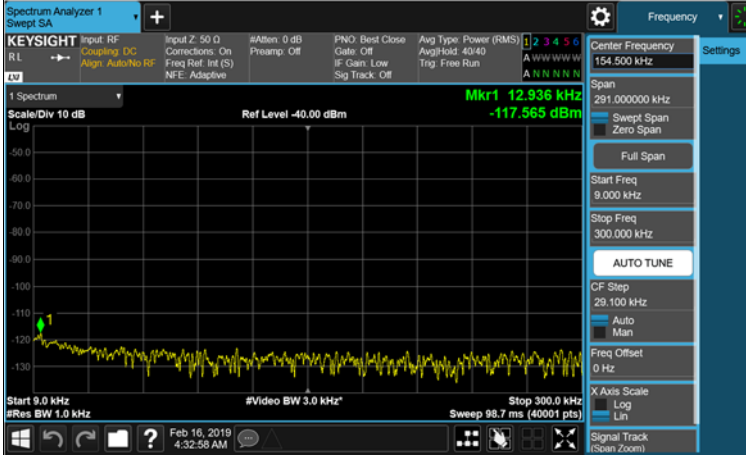 Spectrum Analyzer 1
Swept SA
Frequency
KEYSIGHT
RL
LXI
Input: RF
Coupling: DC
Align: Auto/No RF
Input Z: 50 Ω
Corrections: On
Freq Ref: Int (S)
NFE: Adaptive
#Atten: 0 dB
Preamp: Off
PNO: Best Close
Gate: Off
IF Gain: Low
Sig Track: Off
Avg Type: Power (RMS)
Avg|Hold: 40/40
Trig: Free Run
1 2 3 4 5 6
A W W W W W
A N N N N N
1 Spectrum
Scale/Div 10 dB
Ref Level -40.00 dBm
Mkr1 12.936 kHz
-117.565 dBm
Log
-50.0
-60.0
-70.0
-80.0
-90.0
-100
-110
-120
-130
1
Start 9.0 kHz
#Res BW 1.0 kHz
#Video BW 3.0 kHz*
Stop 300.0 kHz
Sweep 98.7 ms (40001 pts)
Feb 16, 2019
4:32:58 AM
?
Center Frequency
154.500 kHz
Span
291.000000 kHz
Swept Span
Zero Span
Full Span
Start Freq
9.000 kHz
Stop Freq
300.000 kHz
AUTO TUNE
CF Step
29.100 kHz
Auto
Man
Freq Offset
0 Hz
X Axis Scale
Log
Lin
Signal Track
(Span Zoom)
Settings